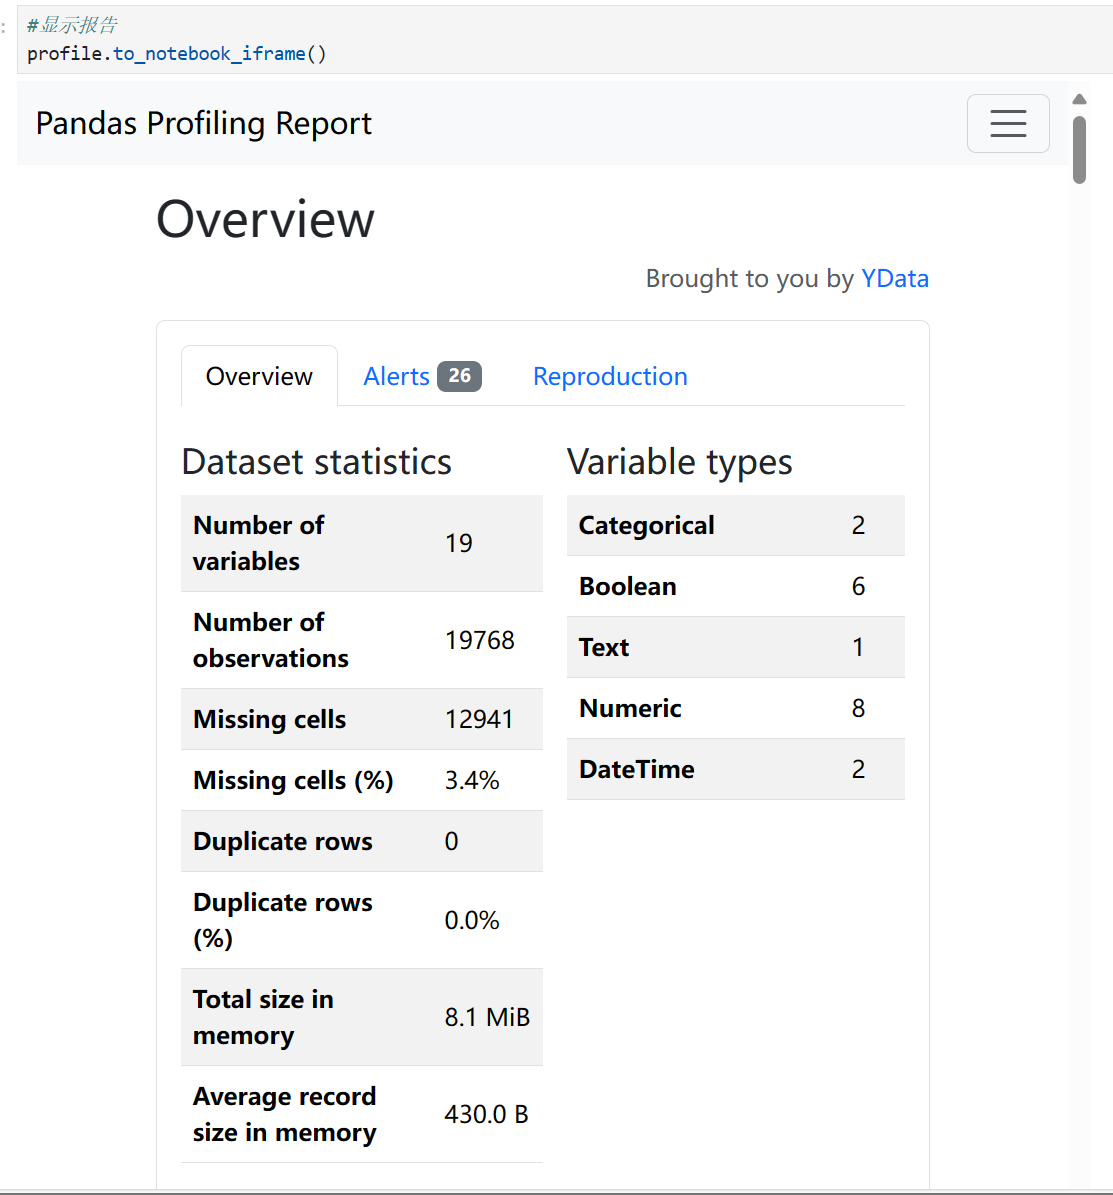 #显示报告
profile.to_notebook_iframe()
Pandas Profiling Report
Overview
Brought to you by YData
Overview Alerts 26 Reproduction
Dataset statistics
Number of
variables 19
Number of
observations 19768
Missing cells 12941
Missing cells (%) 3.4%
Duplicate rows 0
Duplicate rows
(%) 0.0%
Total size in
memory 8.1 MiB
Average record
size in memory 430.0 B
Variable types
Categorical 2
Boolean 6
Text 1
Numeric 8
DateTime 2